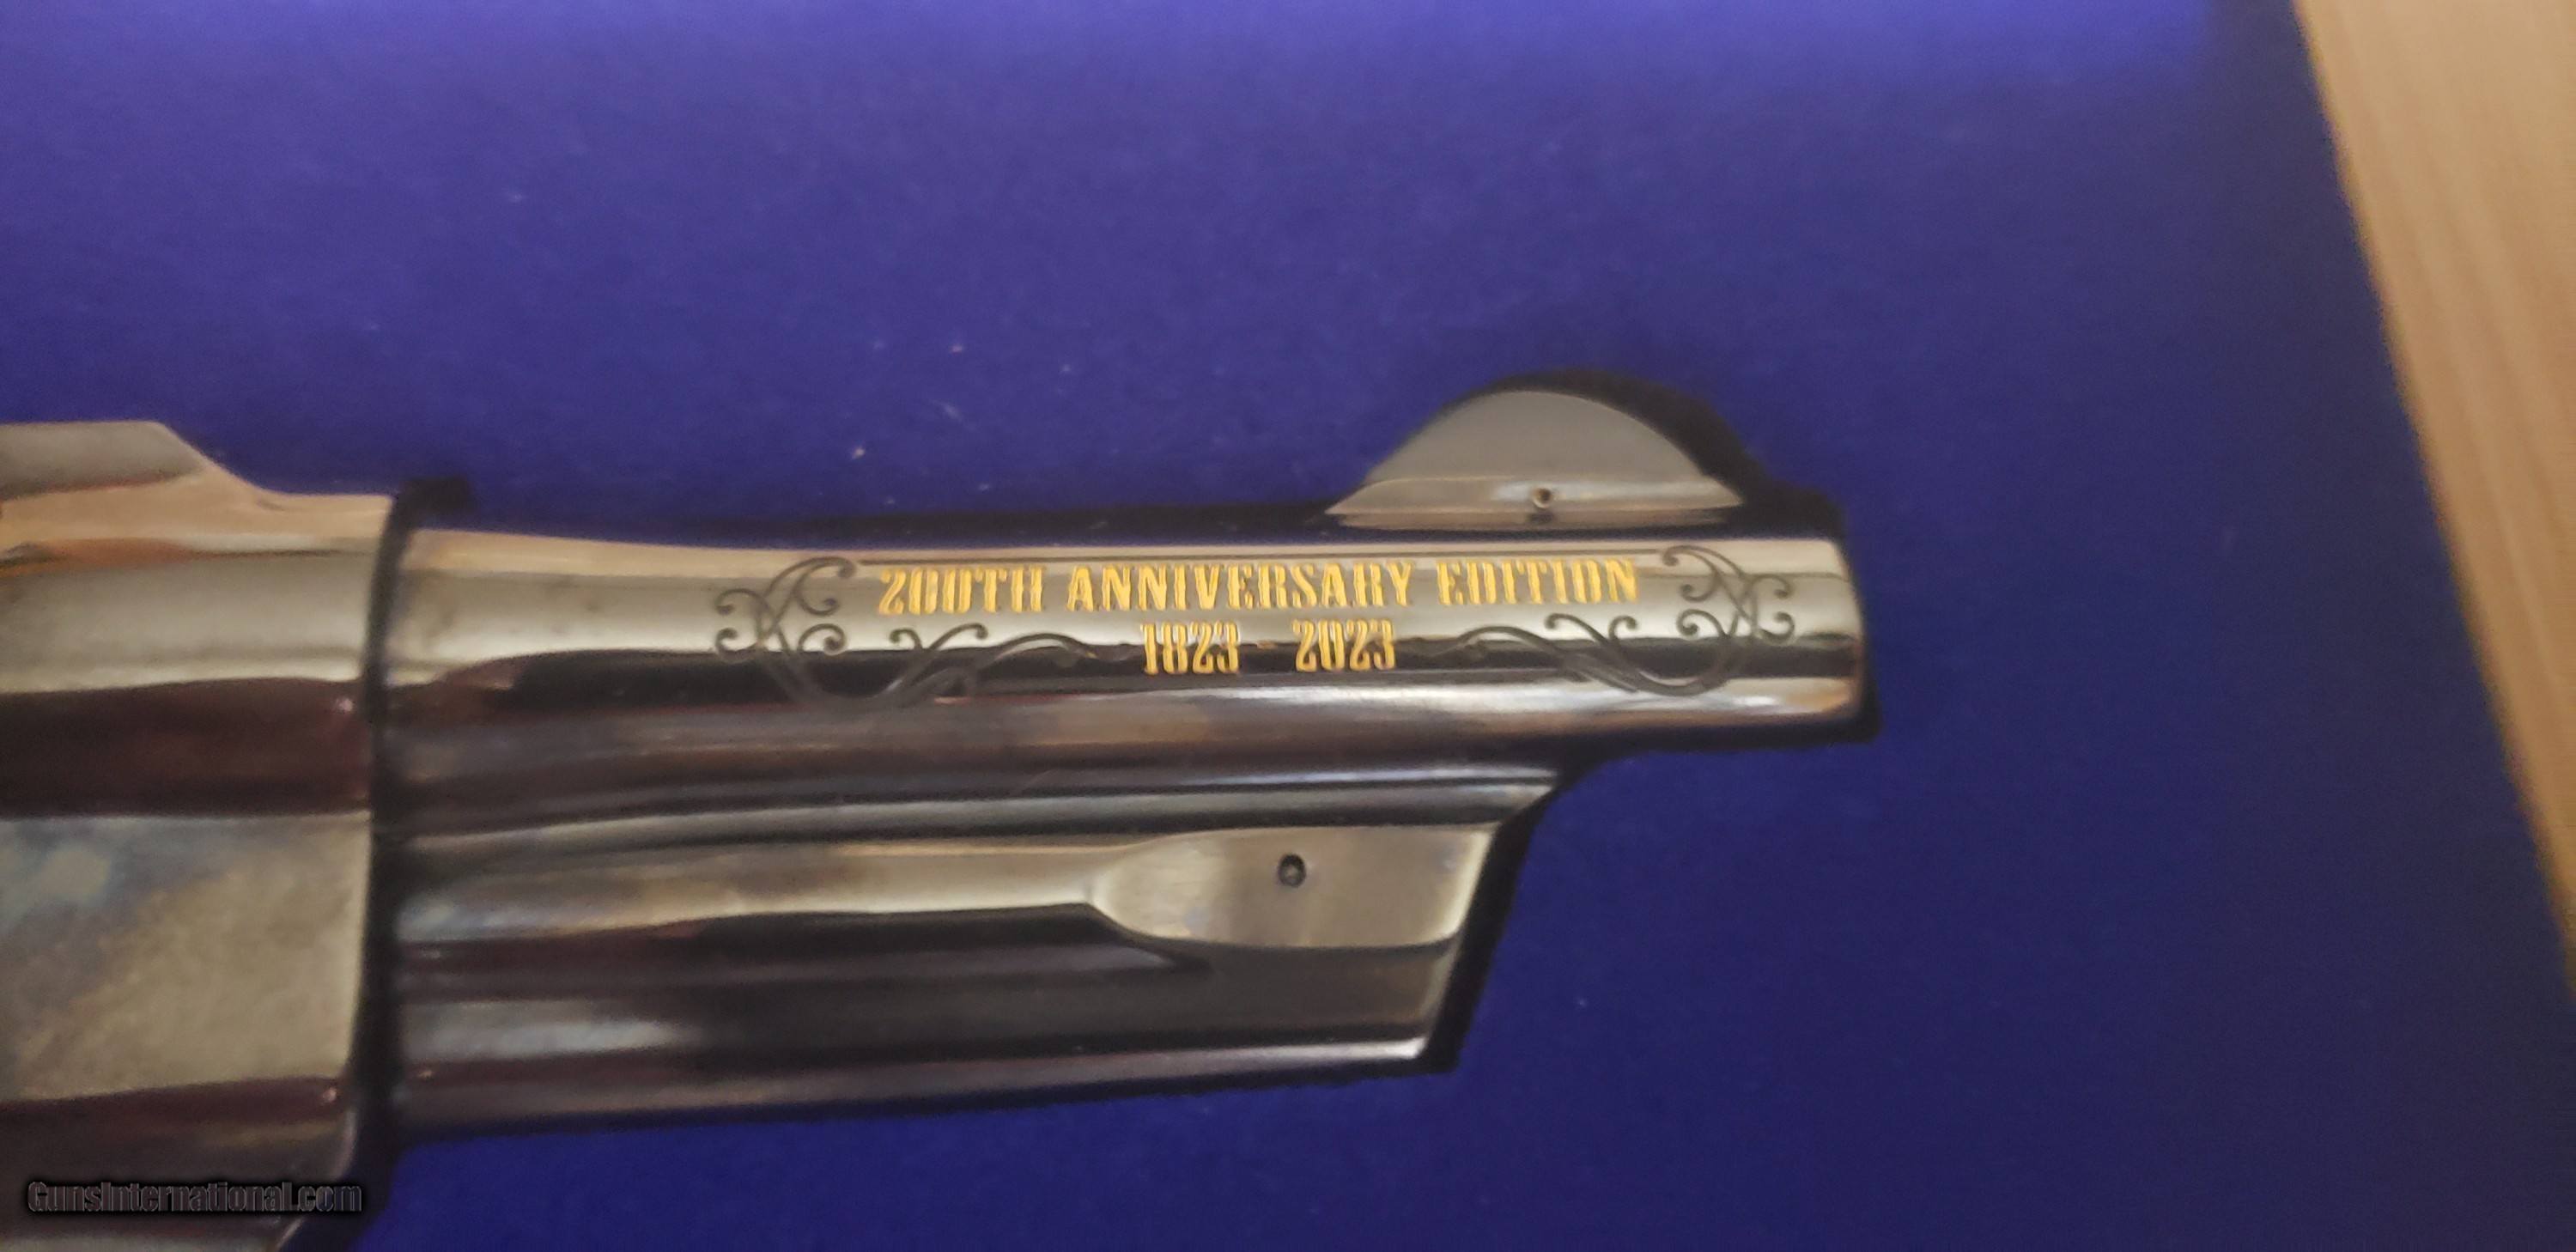 200TH ANNIVERSARY EDITION
1823 2023
GunsInternational.com